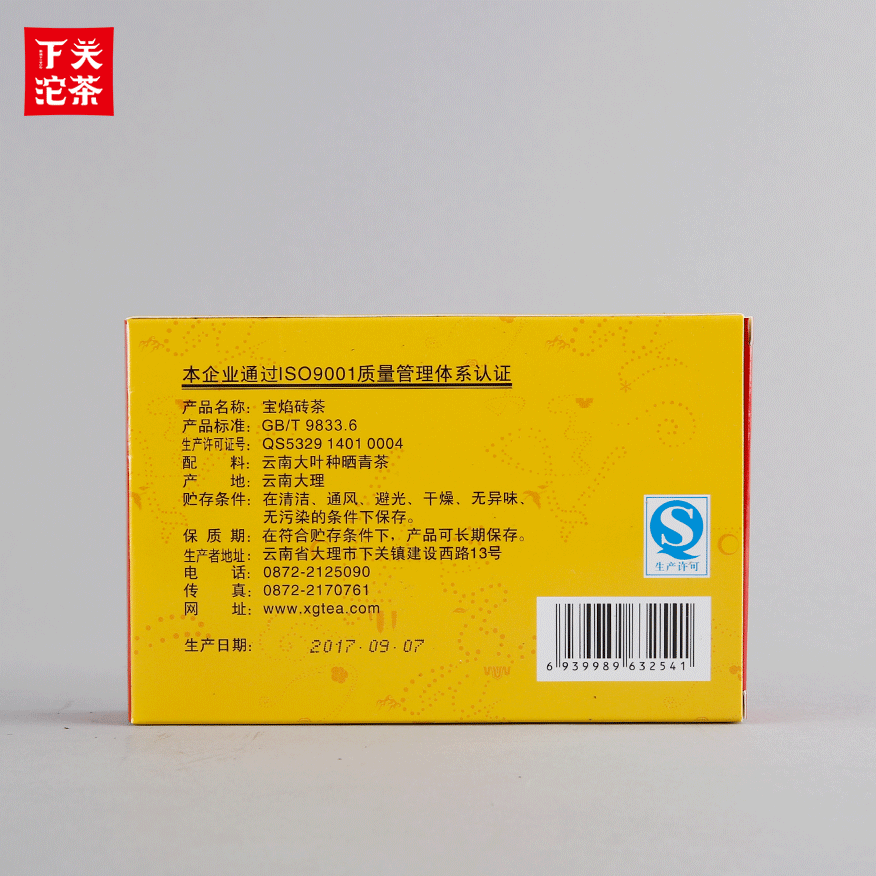 下关
沱茶
本企业通过ISO9001质量管理体系认证
产品名称：宝焰砖茶
产品标准：GB/T 9833.6
生产许可证号：QS5329 1401 0004
配 料：云南大叶种晒青茶
产 地：云南大理
贮存条件：在清洁、通风、避光、干燥、无异味、
无污染的条件下保存。
保 质 期：在符合贮存条件下，产品可长期保存。
生产者地址：云南省大理市下关镇建设西路13号
电 话：0872-2125090
传 真：0872-2170761
网 址：www.xgtea.com
生产日期：2017.09.07
QS
生产许可
6 939989 632541